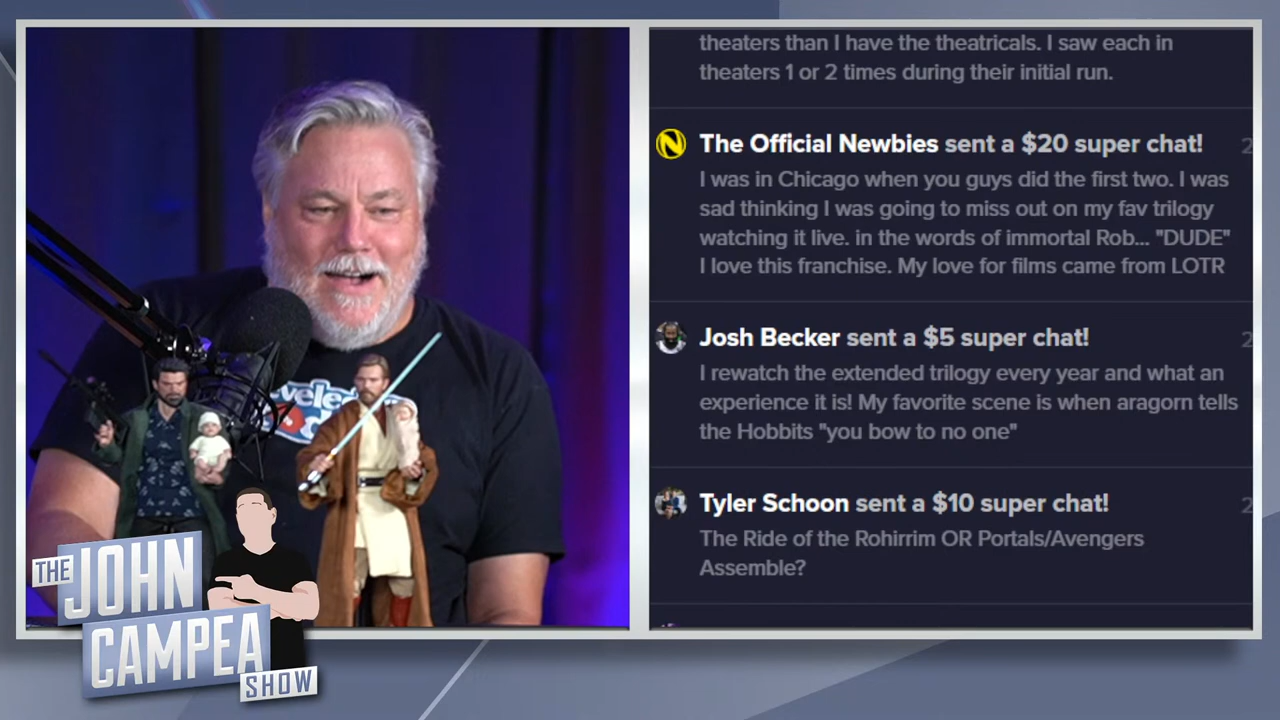 theaters than I have the theatricals. I saw each in
theaters 1 or 2 times during their initial run.
The Official Newbies sent a $20 super chat!
I was in Chicago when you guys did the first two. I was
sad thinking I was going to miss out on my fav trilogy
watching it live. in the words of immortal Rob... "DUDE"
I love this franchise. My love for films came from LOTR
Josh Becker sent a $5 super chat!
I rewatch the extended trilogy every year and what an
experience it is! My favorite scene is when aragorn tells
the Hobbits "you bow to no one"
Tyler Schoon sent a $10 super chat!
The Ride of the Rohirrim OR Portals/Avengers
Assemble?
THE
JOHN
CAMPEA
SHOW